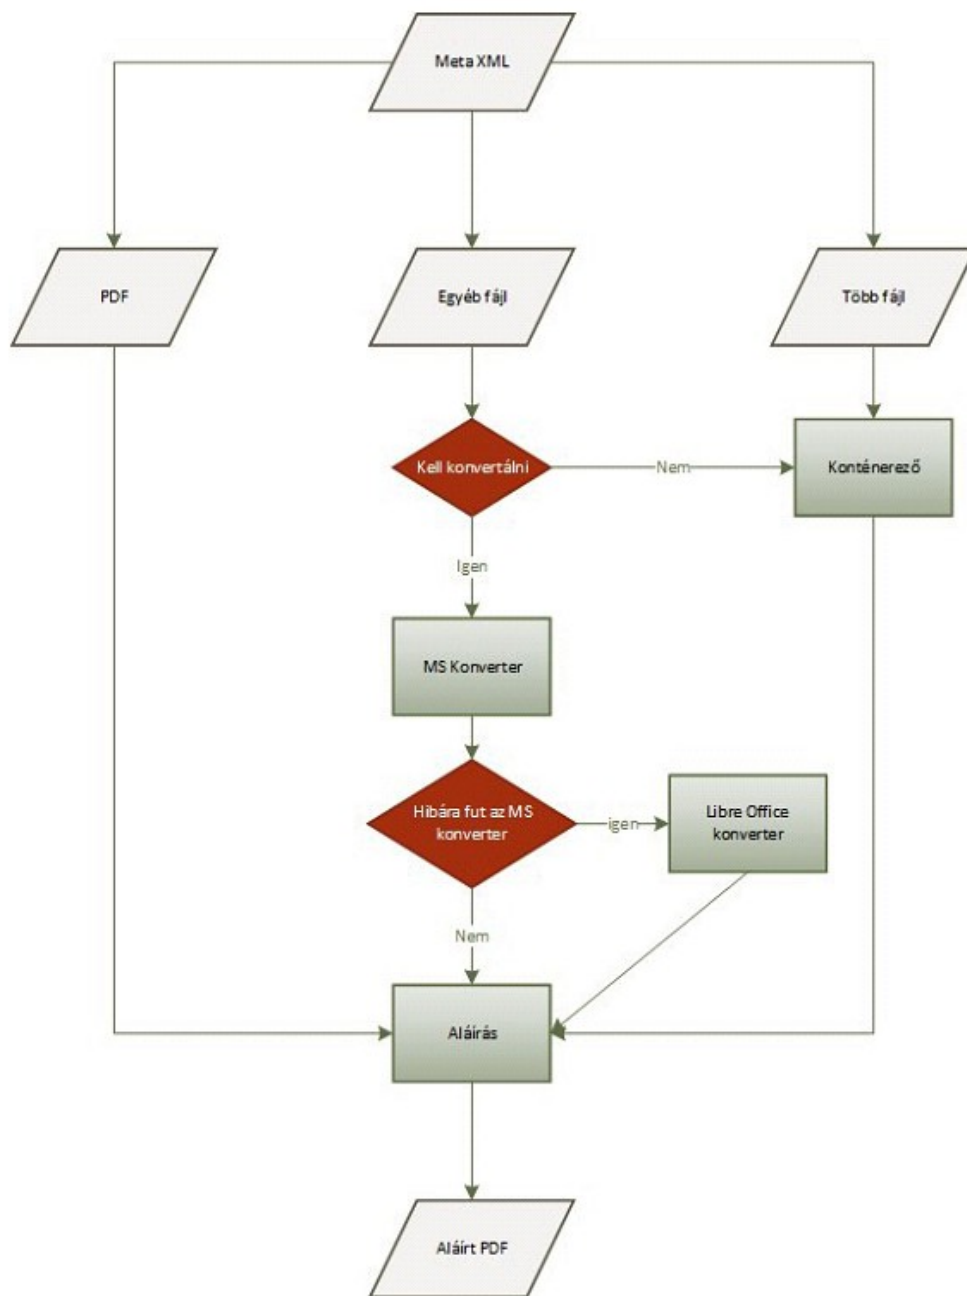 Meta XML
PDF
Egyéb fájl
Több fájl
Kell konvertálni
Nem
Konténerező
Igen
MS Konverter
Hibára fut az MS
konverter
igen
Libre Office
konverter
Nem
Aláírás
Aláírt PDF